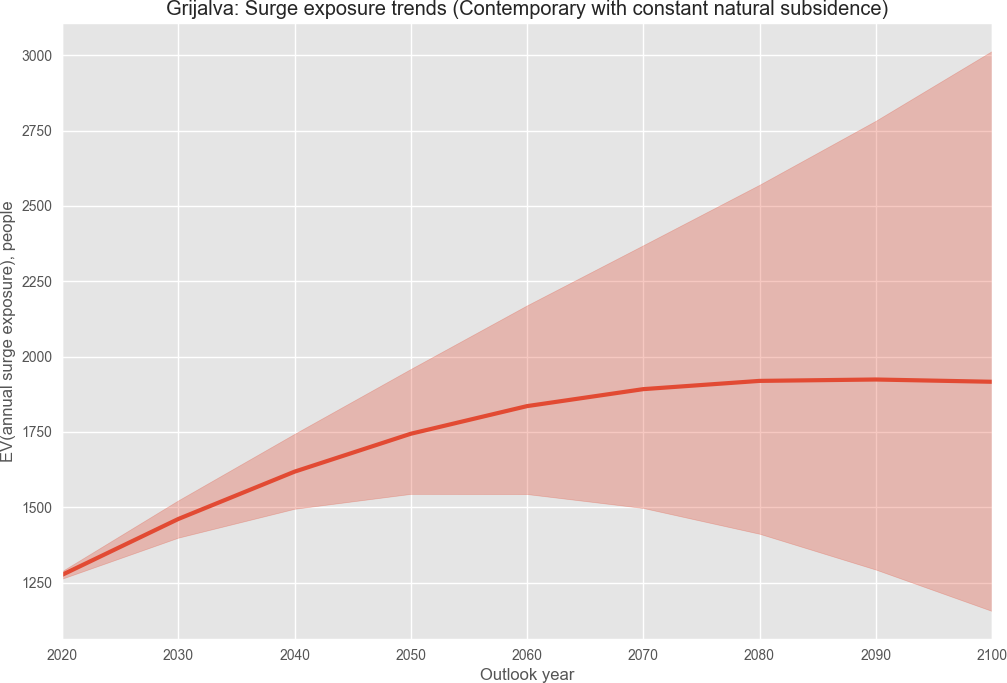 Grijalva: Surge exposure trends (Contemporary with constant natural subsidence)
EV(annual surge exposure), people
3000
2750
2500
2250
2000
1750
1500
1250
2020 2030 2040 2050 2060 2070 2080 2090 2100
Outlook year